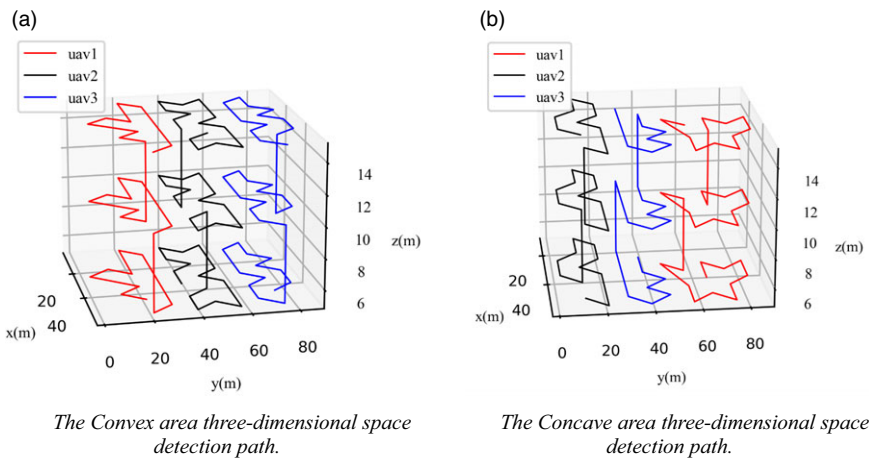 (a)
uav1
uav2
uav3
14
12
10
8
6
z(m)
20
40
x(m)
0
20
40
60
80
y(m)
The Convex area three-dimensional space
detection path.
(b)
uav1
uav2
uav3
14
12
10
8
6
z(m)
20
40
x(m)
0
20
40
60
80
y(m)
The Concave area three-dimensional space
detection path.